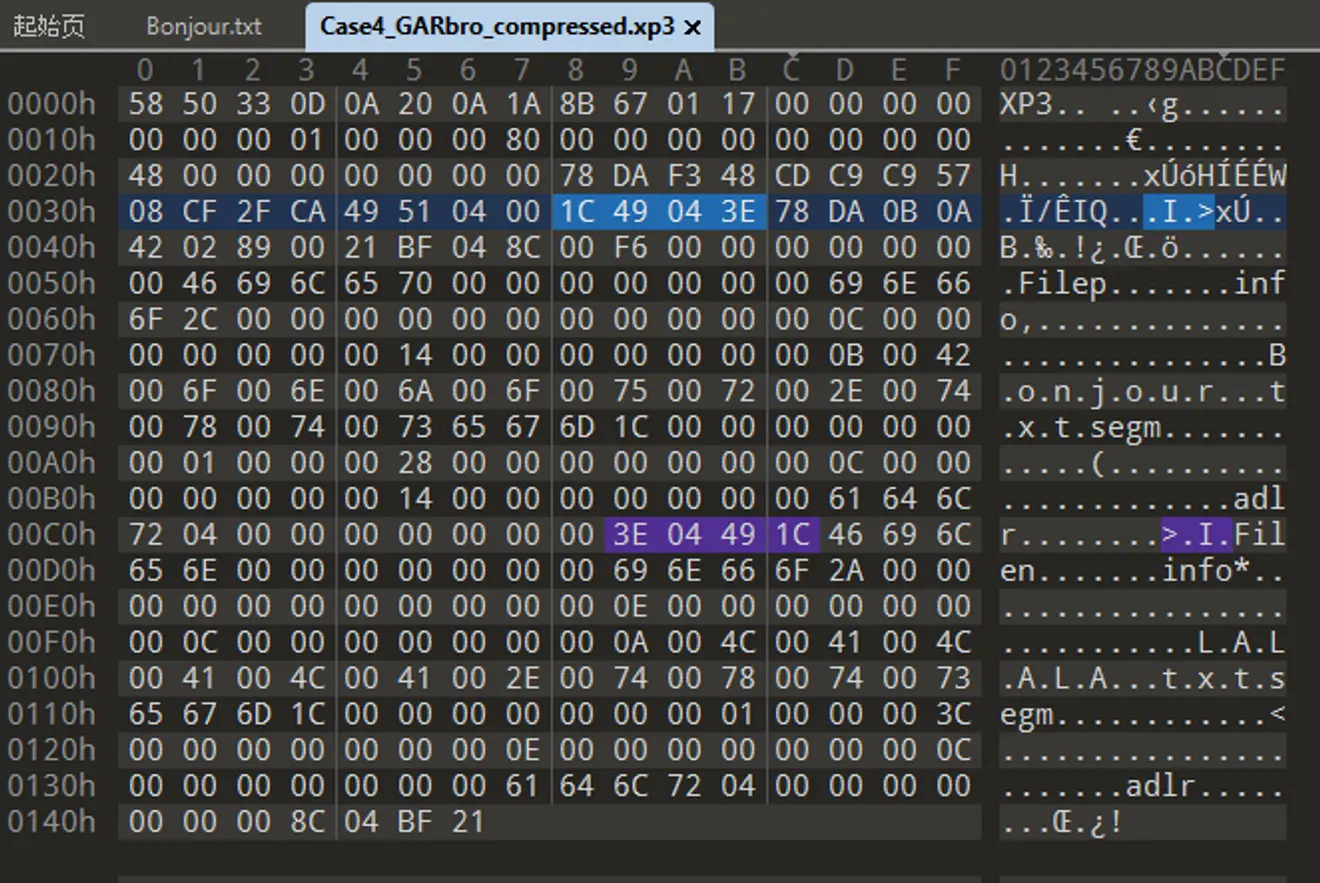 起始页 Bonjour.txt Case4_GARbro_compressed.xp3 ×
0 1 2 3 4 5 6 7 8 9 A B C D E F 0123456789ABCDEF
0000h 58 50 33 0D 0A 20 0A 1A 8B 67 01 17 00 00 00 00 XP3.. ..‹g......
0010h 00 00 00 01 00 00 00 80 00 00 00 00 00 00 00 00 .......€........
0020h 48 00 00 00 00 00 00 00 78 DA F3 48 CD C9 C9 57 H.......xÚóHÍÉÉW
0030h 08 CF 2F CA 49 51 04 00 1C 49 04 3E 78 DA 0B 0A .Ï/ÊIQ...I.>xÚ..
0040h 42 02 89 00 21 BF 04 8C 00 F6 00 00 00 00 00 00 B.‰.!¿.Œ.ö......
0050h 00 46 69 6C 65 70 00 00 00 00 00 00 00 69 6E 66 .Filep.......inf
0060h 6F 2C 00 00 00 00 00 00 00 00 00 00 00 0C 00 00 o,..............
0070h 00 00 00 00 00 14 00 00 00 00 00 00 00 0B 00 42 ...............B
0080h 00 6F 00 6E 00 6A 00 6F 00 75 00 72 00 2E 00 74 .o.n.j.o.u.r...t
0090h 00 78 00 74 00 73 65 67 6D 1C 00 00 00 00 00 00 .x.t.segm.......
00A0h 00 01 00 00 00 28 00 00 00 00 00 00 00 0C 00 00 .....(..........
00B0h 00 00 00 00 00 14 00 00 00 00 00 00 00 61 64 6C .............adl
00C0h 72 04 00 00 00 00 00 00 00 3E 04 49 1C 46 69 6C r........>.I.Fil
00D0h 65 6E 00 00 00 00 00 00 00 69 6E 66 6F 2A 00 00 en.......info*..
00E0h 00 00 00 00 00 00 00 00 00 0E 00 00 00 00 00 00 ................
00F0h 00 0C 00 00 00 00 00 00 00 0A 00 4C 00 41 00 4C ...........L.A.L
0100h 00 41 00 4C 00 41 00 2E 00 74 00 78 00 74 00 73 .A.L.A...t.x.t.s
0110h 65 67 6D 1C 00 00 00 00 00 00 00 01 00 00 00 3C egm............<
0120h 00 00 00 00 00 00 00 0E 00 00 00 00 00 00 00 0C ................
0130h 00 00 00 00 00 00 00 61 64 6C 72 04 00 00 00 00 .......adlr.....
0140h 00 00 00 8C 04 BF 21 ...Œ.¿!